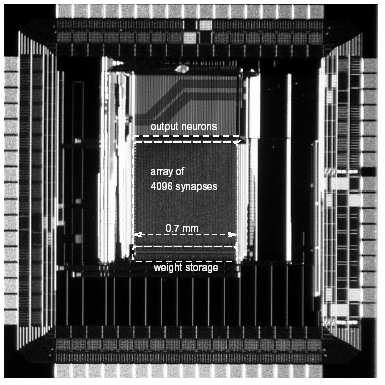 output neurons
array of
4096 synapses
0.7 mm
weight storage